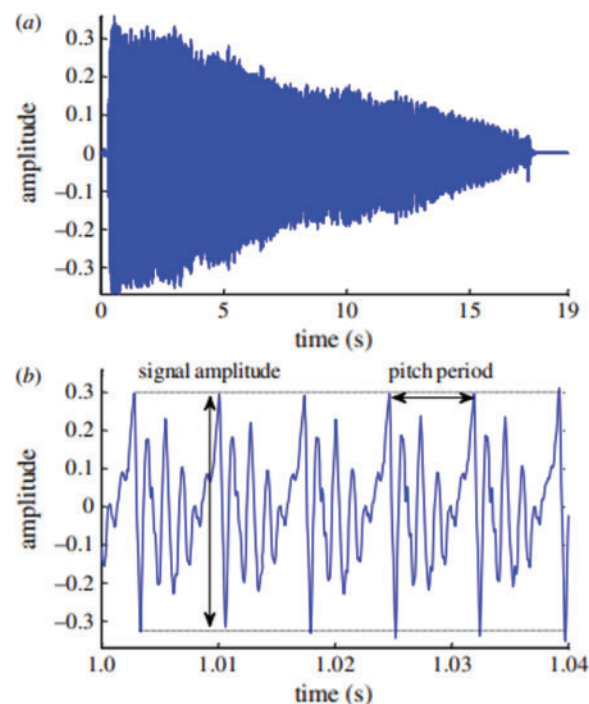 (a)
0.3
0.2
0.1
0
–0.1
–0.2
–0.3
amplitude
0 5 10 15 19
time (s)
(b)
signal amplitude pitch period
0.3
0.2
0.1
0
–0.1
–0.2
–0.3
amplitude
1.0 1.01 1.02 1.03 1.04
time (s)